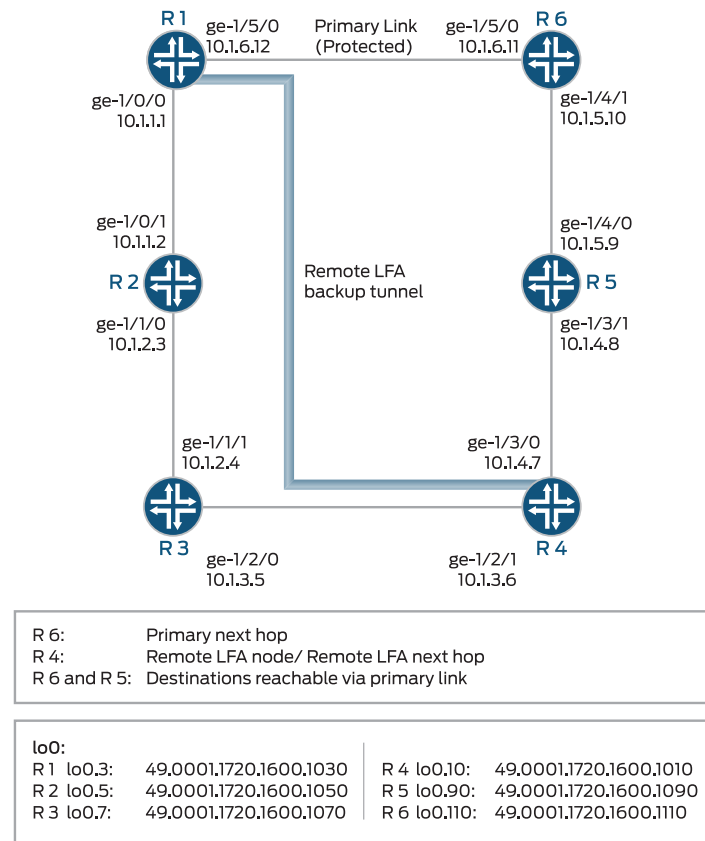 R 1
ge-1/5/0
10.1.6.12
Primary Link
(Protected)
ge-1/5/0
10.1.6.11
R 6
ge-1/0/0
10.1.1.1
ge-1/4/1
10.1.5.10
ge-1/0/1
10.1.1.2
ge-1/4/0
10.1.5.9
R 2
Remote LFA
backup tunnel
R 5
ge-1/1/0
10.1.2.3
ge-1/3/1
10.1.4.8
ge-1/1/1
10.1.2.4
ge-1/3/0
10.1.4.7
R 3
R 4
ge-1/2/0
10.1.3.5
ge-1/2/1
10.1.3.6
R 6: Primary next hop
R 4: Remote LFA node/ Remote LFA next hop
R 6 and R 5: Destinations reachable via primary link
lo0:
R 1 lo0.3: 49.0001.1720.1600.1030
R 2 lo0.5: 49.0001.1720.1600.1050
R 3 lo0.7: 49.0001.1720.1600.1070
R 4 lo0.10: 49.0001.1720.1600.1010
R 5 lo0.90: 49.0001.1720.1600.1090
R 6 lo0.110: 49.0001.1720.1600.1110